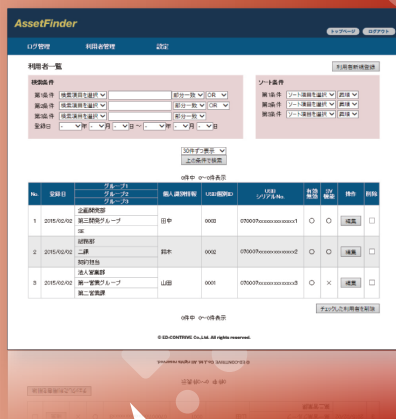 AssetFinder
トップページ ログアウト
ログ管理 利用者管理 設定
利用者一覧
利用者新規登録
検索条件
第1条件 検索項目を選択 部分一致 OR
第2条件 検索項目を選択 部分一致 OR
第3条件 検索項目を選択 部分一致
登録日 - 年 - 月 - 日 ~ - 年 - 月 - 日
ソート条件
第1条件 ソート項目を選択 昇順
第2条件 ソート項目を選択 昇順
第3条件 ソート項目を選択 昇順
30件ずつ表示
上の条件で検索
0件中 0~0件表示
No. 登録日 グループ1 グループ2 グループ3 個人識別情報 USB個別ID USBシリアルNo. 有効無効 DV機能 操作 削除
1 2015/02/02 企画開発部 第三開発グループ 田中 0003 070007xxxxxxxxxxxxx1 ○ ○ 編集
2 2015/02/02 総務部 二課 契約担当 鈴木 0002 070007xxxxxxxxxxxxx2 ○ ○ 編集
3 2015/02/02 法人営業部 第一営業グループ 第二営業課 山田 0001 070007xxxxxxxxxxxxx3 ○ × 編集
チェックした利用者を削除
0件中 0~0件表示
© ED-CONTRIVE Co.,Ltd. All rights reserved.